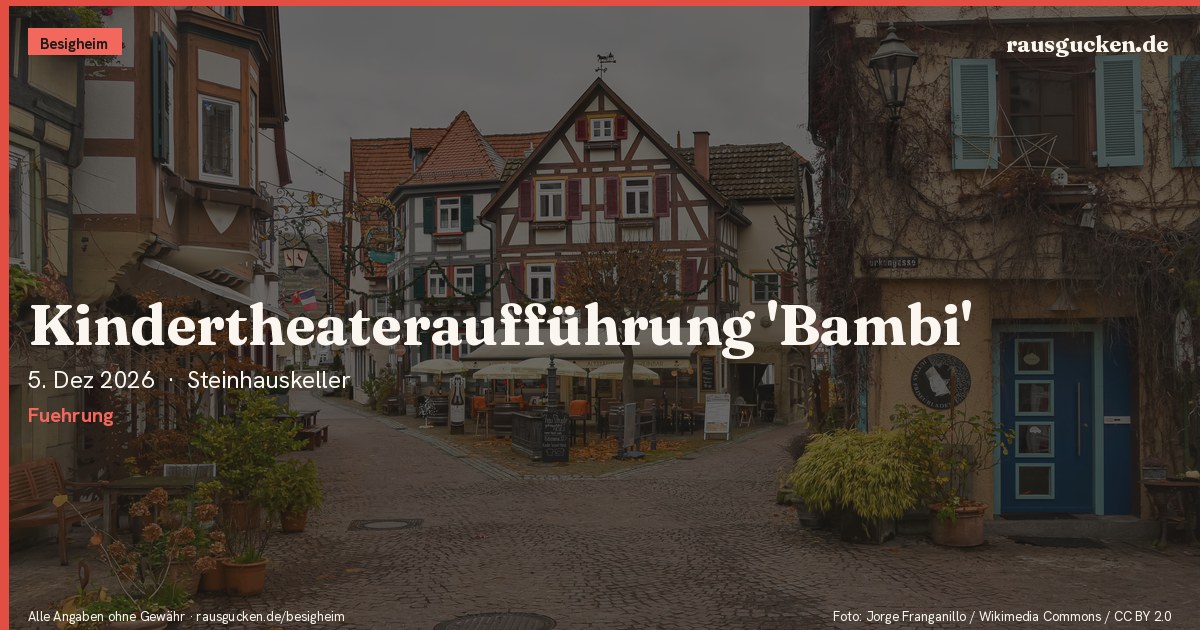 Besigheim
rausgucken.de
Kindertheateraufführung 'Bambi'
5. Dez 2026 · Steinhauskeller
Fuehrung
Alle Angaben ohne Gewähr · rausgucken.de/besigheim
Foto: Jorge Franganillo / Wikimedia Commons / CC BY 2.0